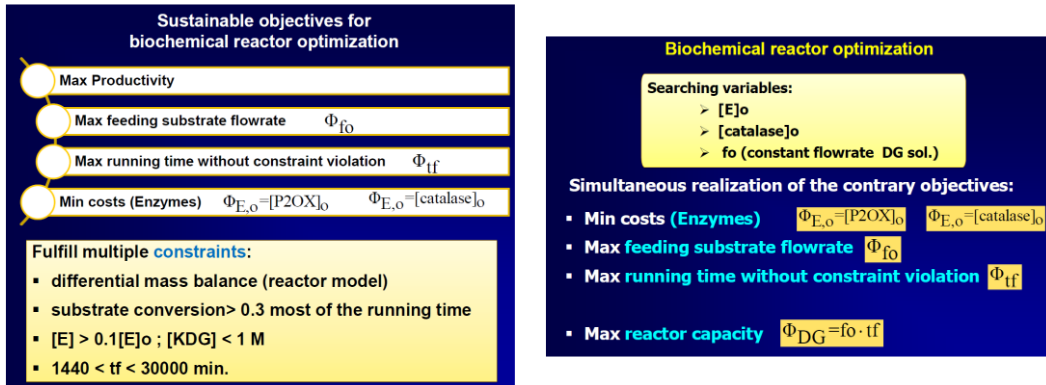 Sustainable objectives for
biochemical reactor optimization
Max Productivity
Max feeding substrate flowrate Φfo
Max running time without constraint violation Φtf
Min costs (Enzymes) ΦE,o=[P2OX]o ΦE,o=[catalase]o
Fulfill multiple constraints:
▪ differential mass balance (reactor model)
▪ substrate conversion> 0.3 most of the running time
▪ [E] > 0.1[E]o ; [KDG] < 1 M
▪ 1440 < tf < 30000 min.
Biochemical reactor optimization
Searching variables:
➢ [E]o
➢ [catalase]o
➢ fo (constant flowrate DG sol.)
Simultaneous realization of the contrary objectives:
▪ Min costs (Enzymes) ΦE,o=[P2OX]o ΦE,o=[catalase]o
▪ Max feeding substrate flowrate Φfo
▪ Max running time without constraint violation Φtf
▪ Max reactor capacity ΦDG=fo·tf